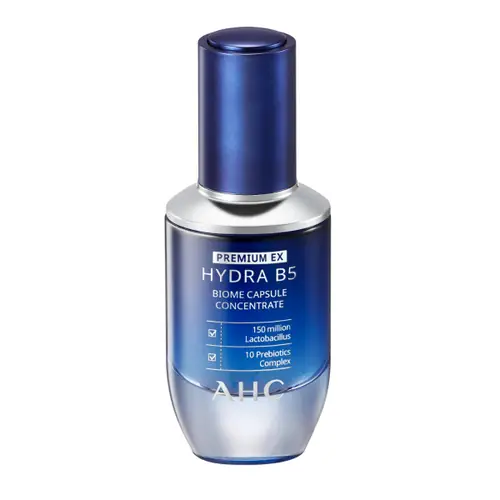 PREMIUM EX
HYDRA B5
BIOME CAPSULE
CONCENTRATE
150 million
Lactobacillus
10 Prebiotics
Complex
AHC